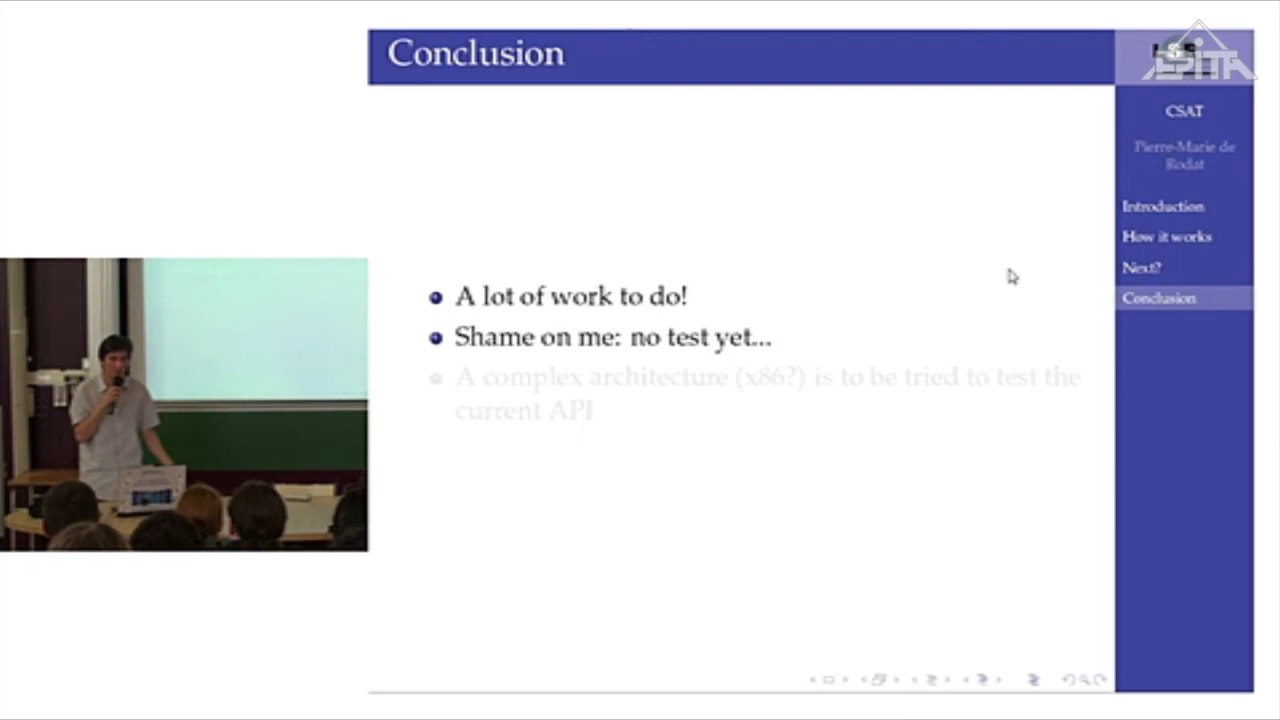 Conclusion
EPITA
CSAT
Pierre-Marie de
Rodat
Introduction
How it works
Next?
Conclusion
A lot of work to do!
Shame on me: no test yet...
A complex architecture (x86?) is to be tried to test the
current API